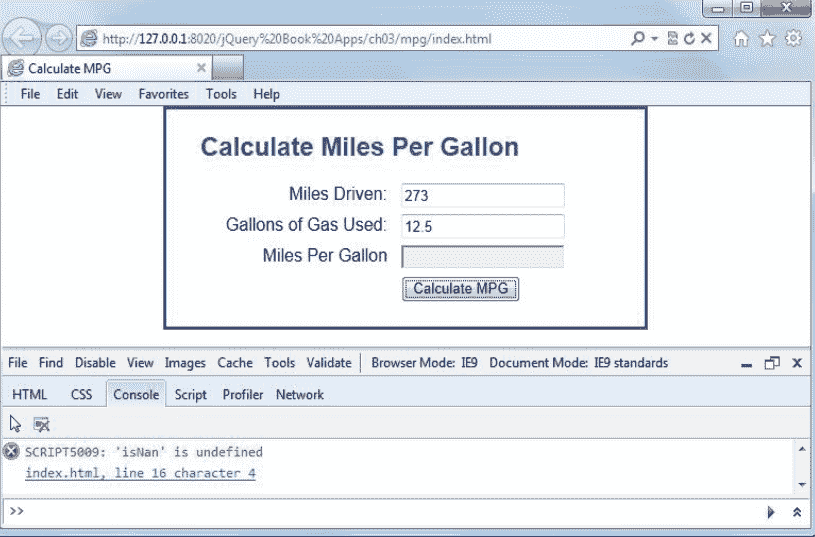 http://127.0.0.1:8020/jQuery%20Book%20Apps/ch03/mpg/index.html
Calculate MPG
File Edit View Favorites Tools Help
Calculate Miles Per Gallon
Miles Driven: 273
Gallons of Gas Used: 12.5
Miles Per Gallon
Calculate MPG
File Find Disable View Images Cache Tools Validate Browser Mode: IE9 Document Mode: IE9 standards
HTML CSS Console Script Profiler Network
SCRIPT5009: 'isNan' is undefined
index.html, line 16 character 4
>>